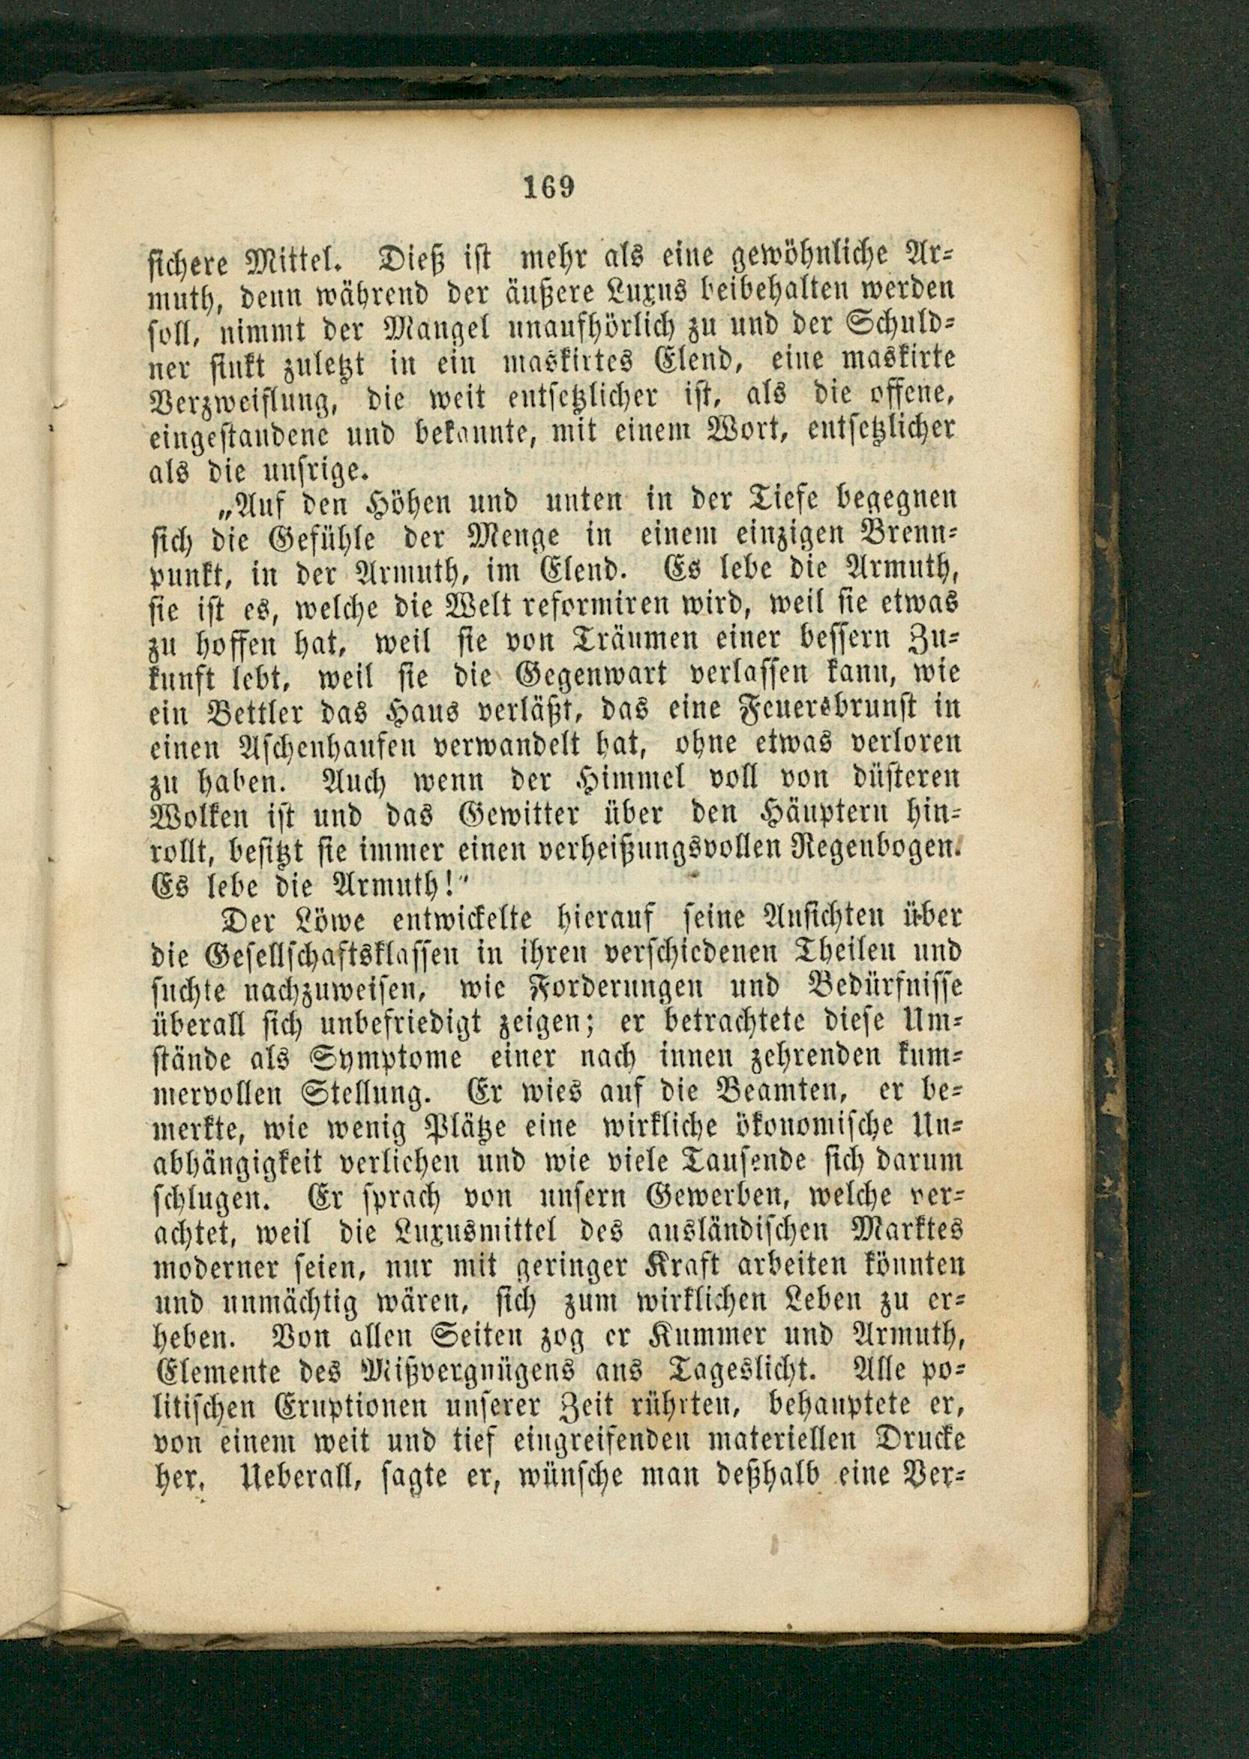 169
sichere Mittel. Dieß ist mehr als eine gewöhnliche Ar-
muth, denn während der äußere Luxus beibehalten werden
soll, nimmt der Mangel unaufhörlich zu und der Schuld-
ner sinkt zuletzt in ein maskirtes Elend, eine maskirte
Verzweiflung, die weit entsetzlicher ist, als die offene,
eingestandene und bekannte, mit einem Wort, entsetzlicher
als die unsrige.
„Auf den Höhen und unten in der Tiefe begegnen
sich die Gefühle der Menge in einem einzigen Brenn-
punkt, in der Armuth, im Elend. Es lebe die Armuth,
sie ist es, welche die Welt reformiren wird, weil sie etwas
zu hoffen hat, weil sie von Träumen einer bessern Zu-
kunft lebt, weil sie die Gegenwart verlassen kann, wie
ein Bettler das Haus verläßt, das eine Feuersbrunst in
einen Aschenhaufen verwandelt hat, ohne etwas verloren
zu haben. Auch wenn der Himmel voll von düsteren
Wolken ist und das Gewitter über den Häuptern hin-
rollt, besitzt sie immer einen verheißungsvollen Regenbogen.
Es lebe die Armuth!“
Der Löwe entwickelte hierauf seine Ansichten über
die Gesellschaftsklassen in ihren verschiedenen Theilen und
suchte nachzuweisen, wie Forderungen und Bedürfnisse
überall sich unbefriedigt zeigen; er betrachtete diese Um-
stände als Symptome einer nach innen zehrenden kum-
mervollen Stellung. Er wies auf die Beamten, er be-
merkte, wie wenig Plätze eine wirkliche ökonomische Un-
abhängigkeit verliehen und wie viele Tausende sich darum
schlugen. Er sprach von unsern Gewerben, welche ver-
achtet, weil die Luxusmittel des ausländischen Marktes
moderner seien, nur mit geringer Kraft arbeiten könnten
und unmächtig wären, sich zum wirklichen Leben zu er-
heben. Von allen Seiten zog er Kummer und Armuth,
Elemente des Mißvergnügens ans Tageslicht. Alle po-
litischen Eruptionen unserer Zeit rührten, behauptete er,
von einem weit und tief eingreifenden materiellen Drucke
her. Ueberall, sagte er, wünsche man deßhalb eine Ver-